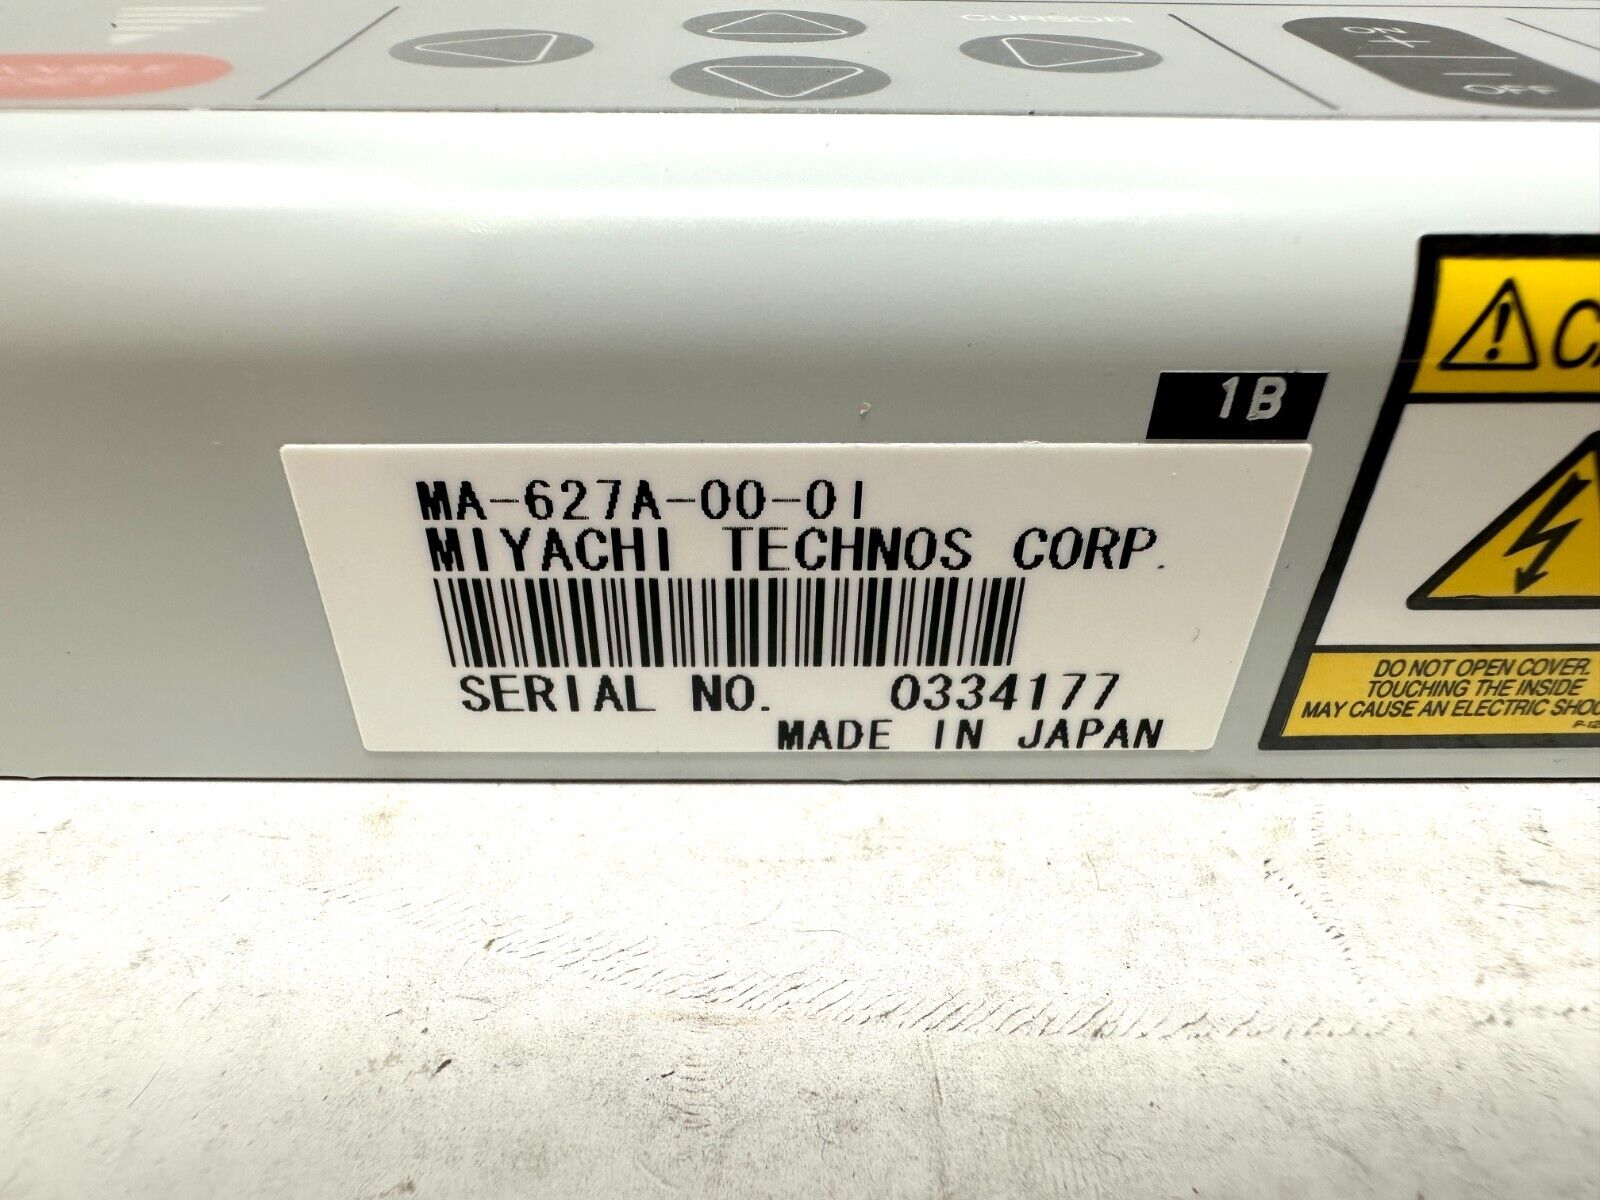 CURSOR
ON
+
—
OFF
1B
MA-627A-00-01
MIYACHI TECHNOS CORP.
SERIAL NO. 0334177
MADE IN JAPAN
DO NOT OPEN COVER.
TOUCHING THE INSIDE
MAY CAUSE AN ELECTRIC